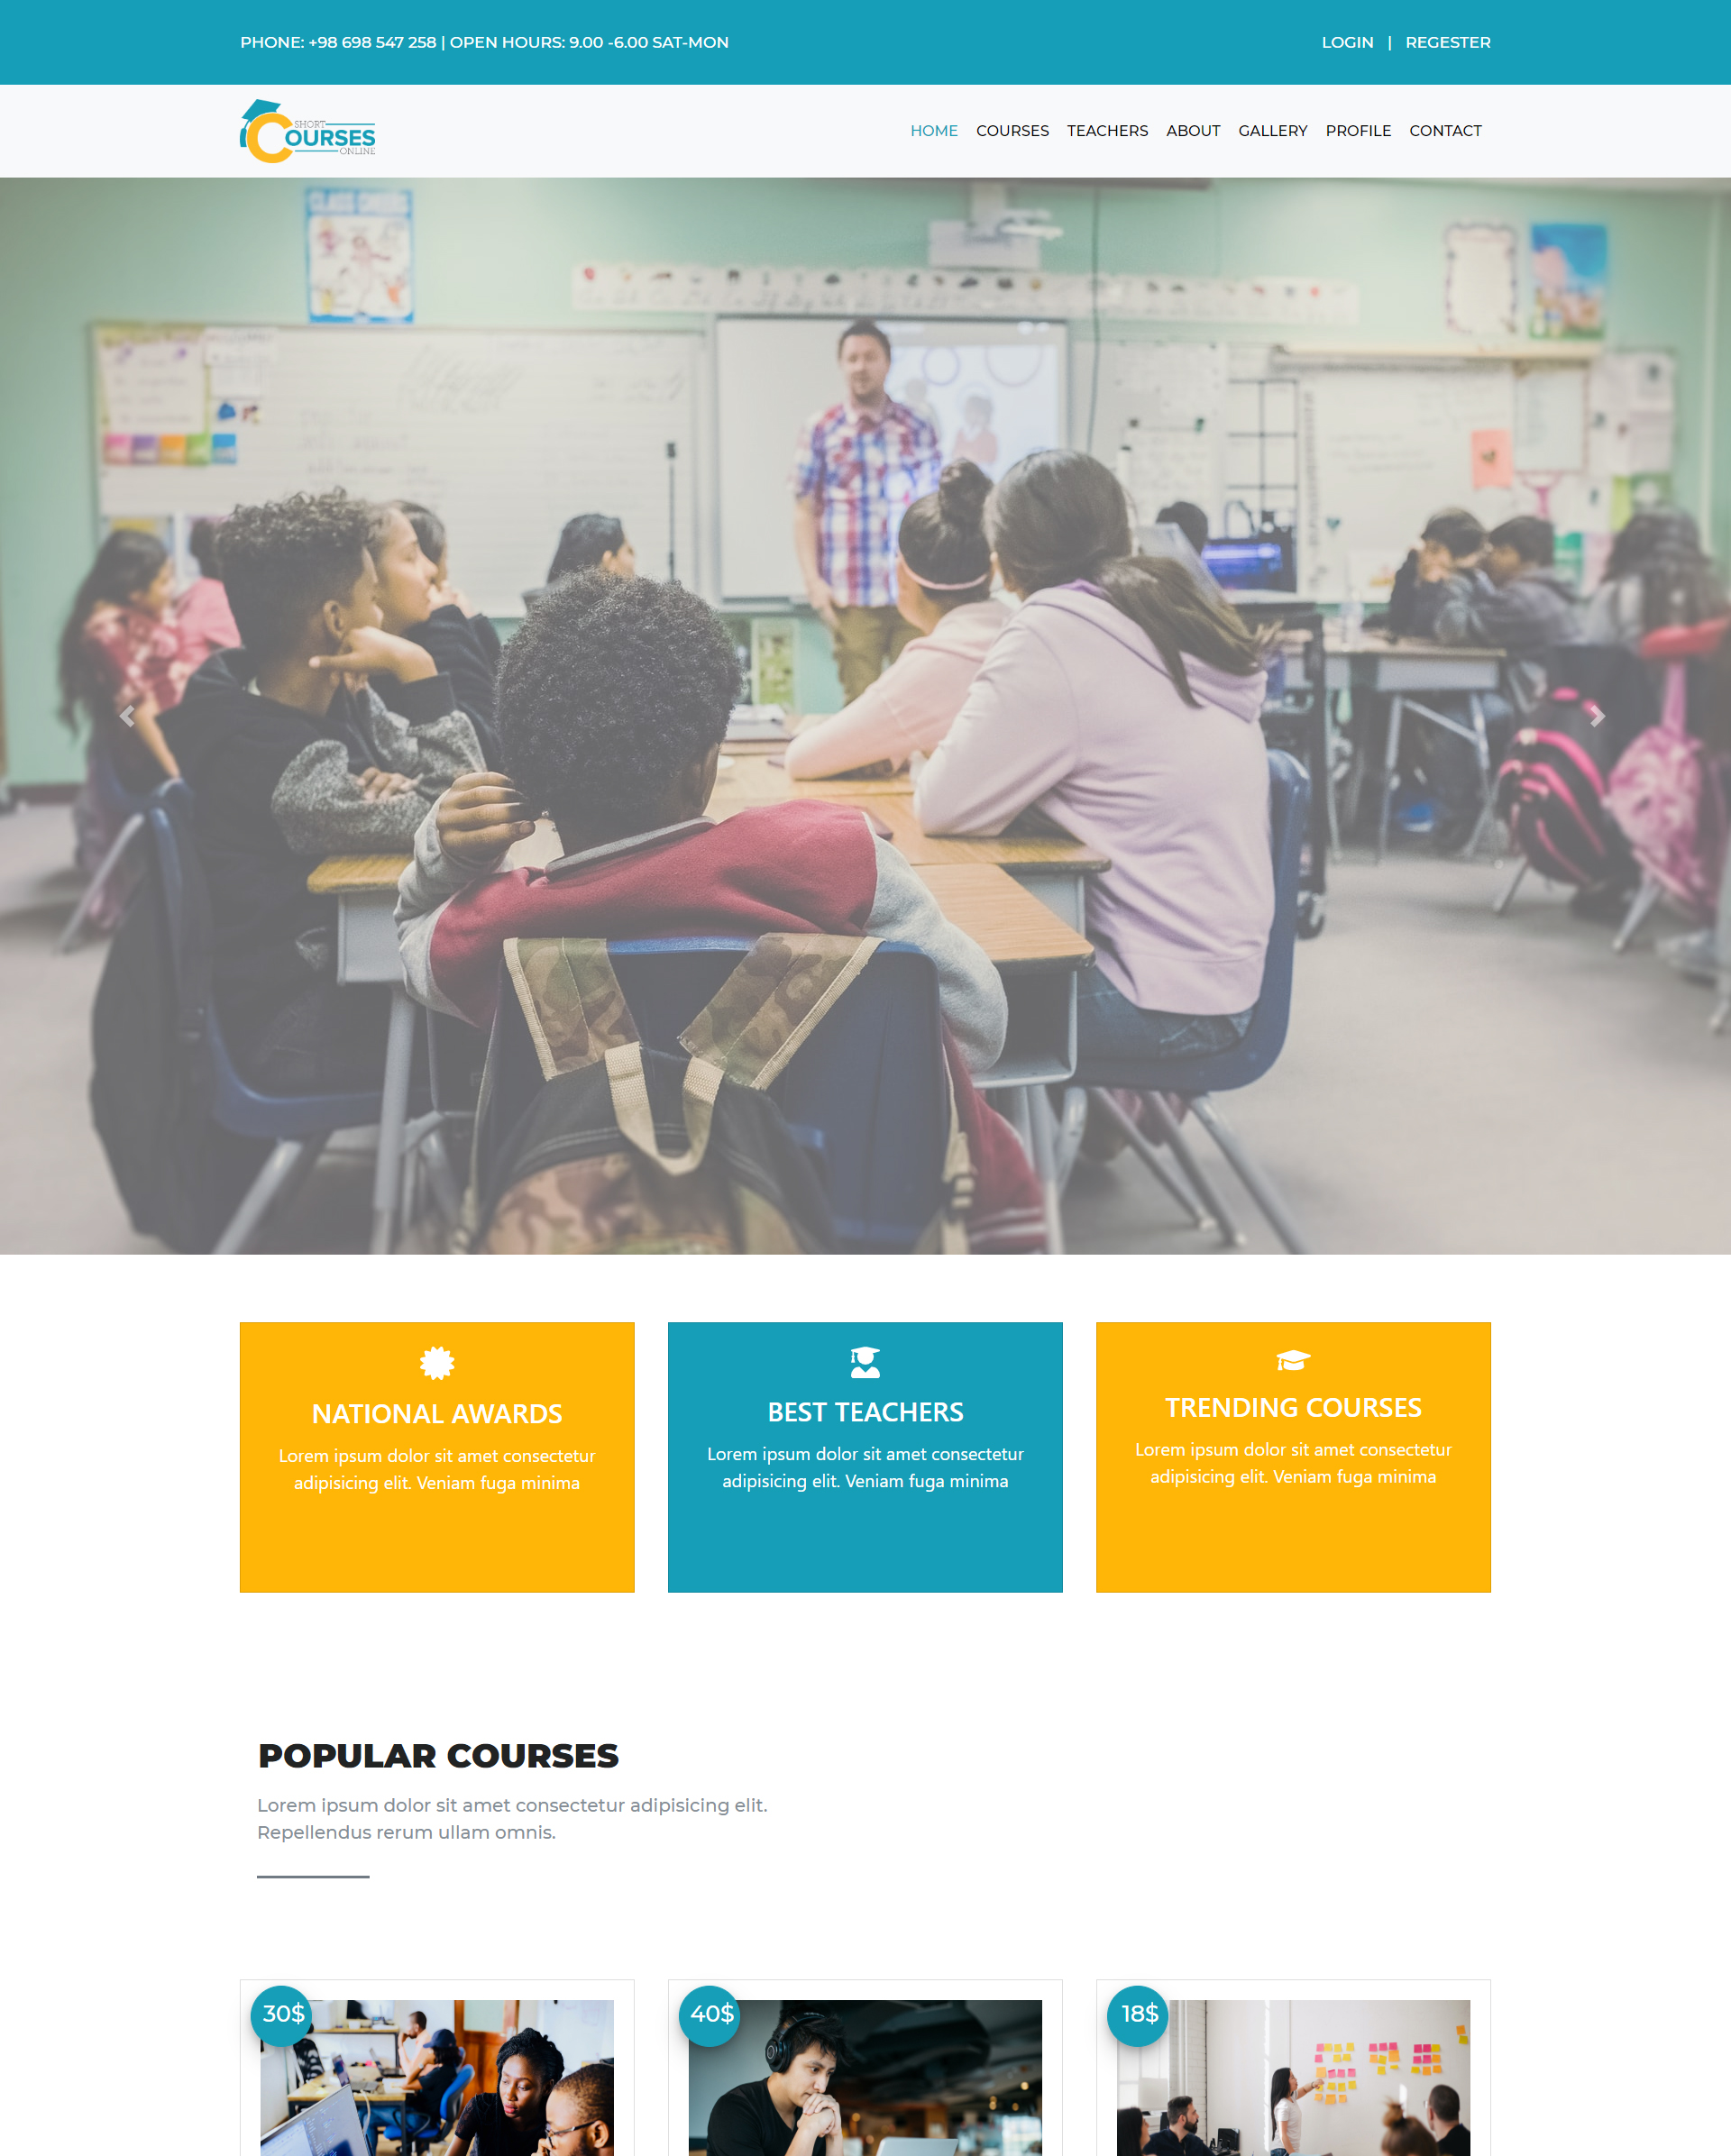 PHONE: +98 698 547 258 | OPEN HOURS: 9.00 -6.00 SAT-MON
LOGIN | REGESTER
SHORT
COURSES
ONLINE
HOME COURSES TEACHERS ABOUT GALLERY PROFILE CONTACT
NATIONAL AWARDS
Lorem ipsum dolor sit amet consectetur
adipisicing elit. Veniam fuga minima
BEST TEACHERS
Lorem ipsum dolor sit amet consectetur
adipisicing elit. Veniam fuga minima
TRENDING COURSES
Lorem ipsum dolor sit amet consectetur
adipisicing elit. Veniam fuga minima
POPULAR COURSES
Lorem ipsum dolor sit amet consectetur adipisicing elit.
Repellendus rerum ullam omnis.
30$
40$
18$